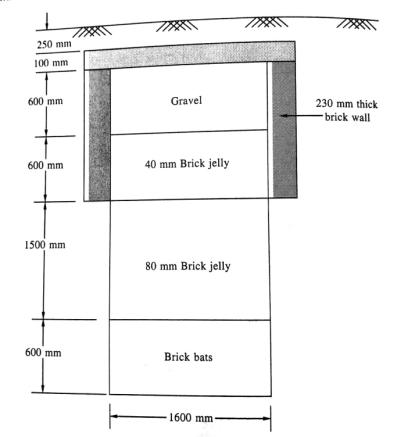 250 mm
100 mm
600 mm
Gravel
230 mm thick
brick wall
600 mm
40 mm Brick jelly
1500 mm
80 mm Brick jelly
600 mm
Brick bats
1600 mm